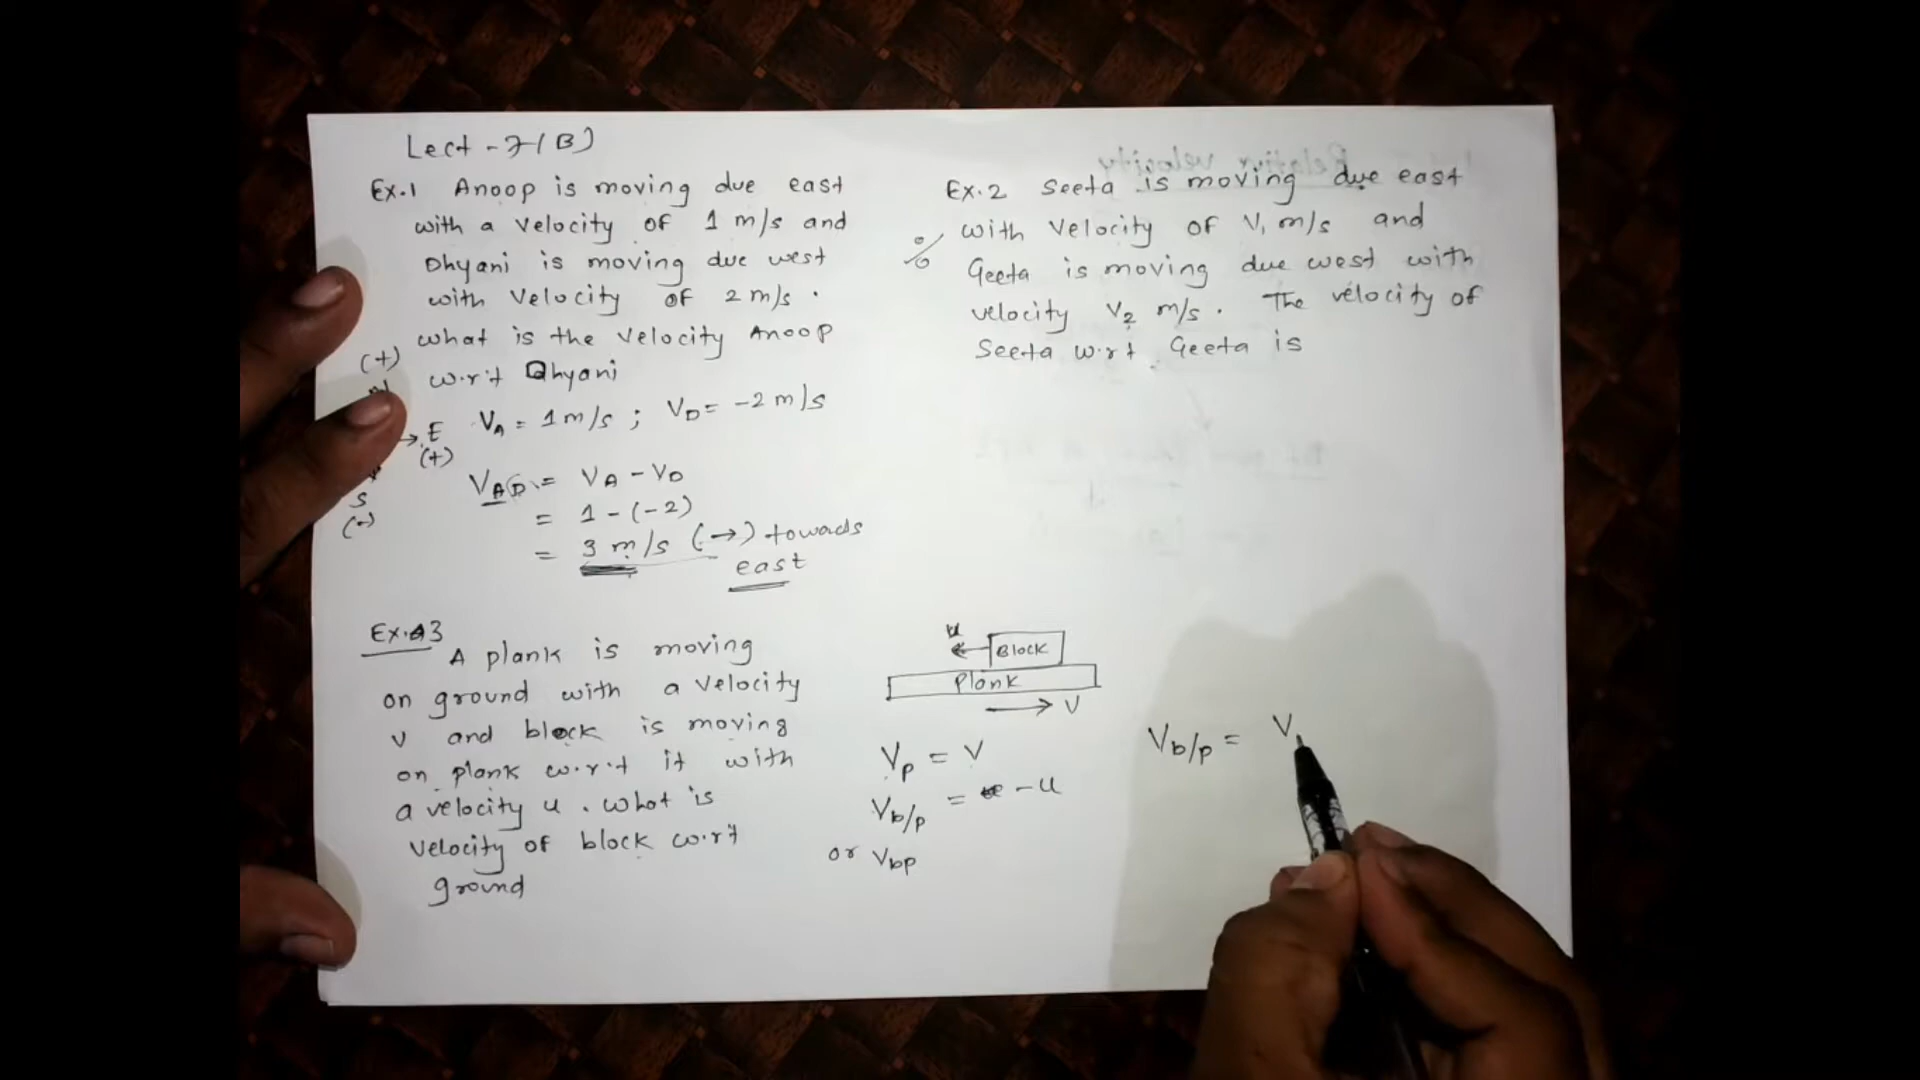 Lect - 7(B)
Ex.1 Anoop is moving due east
with a velocity of 1 m/s and
Dhyani is moving due west
with velocity of 2 m/s.
what is the velocity Anoop
w.r.t Dhyani
(+)
→ E
(+)
S
(-)
VA = 1 m/s ; VD = -2 m/s
VAD = VA - VD
= 1 - (-2)
= 3 m/s (→) towards
east
Ex.2 Seeta is moving due east
with velocity of V1 m/s and
Geeta is moving due west with
velocity V2 m/s. The velocity of
Seeta w.r.t Geeta is
Ex.3
A plank is moving
on ground with a velocity
v and block is moving
on plank w.r.t it with
a velocity u. what is
velocity of block w.r.t
ground
u
Block
Plank
→ V
Vp = V
Vb/p = -u
or Vbp
Vb/p = V